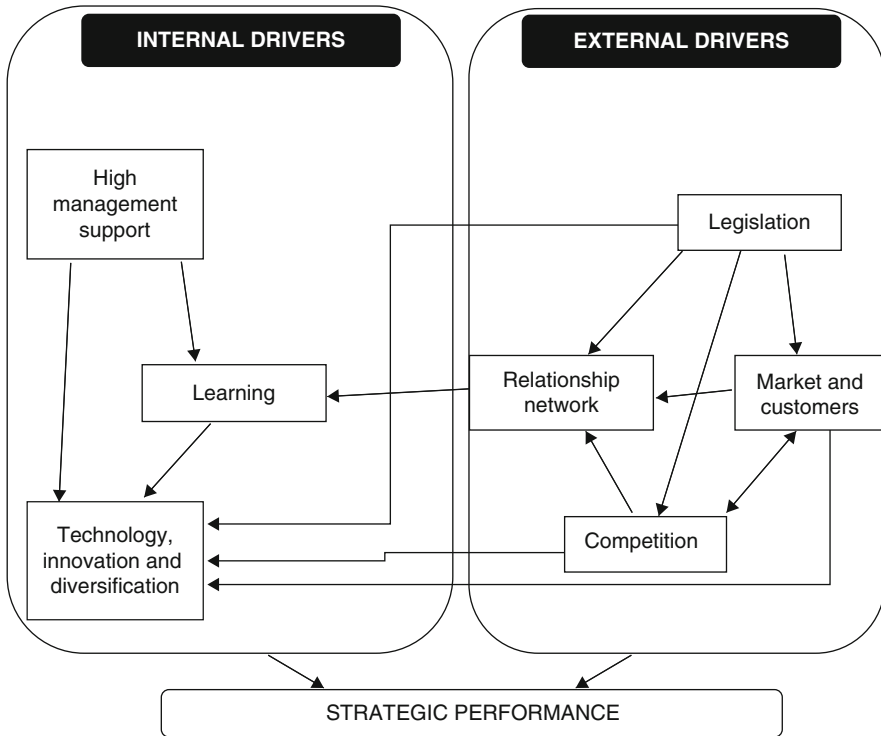 INTERNAL DRIVERS
High
management
support
Learning
Technology,
innovation and
diversification
EXTERNAL DRIVERS
Legislation
Relationship
network
Market and
customers
Competition
STRATEGIC PERFORMANCE